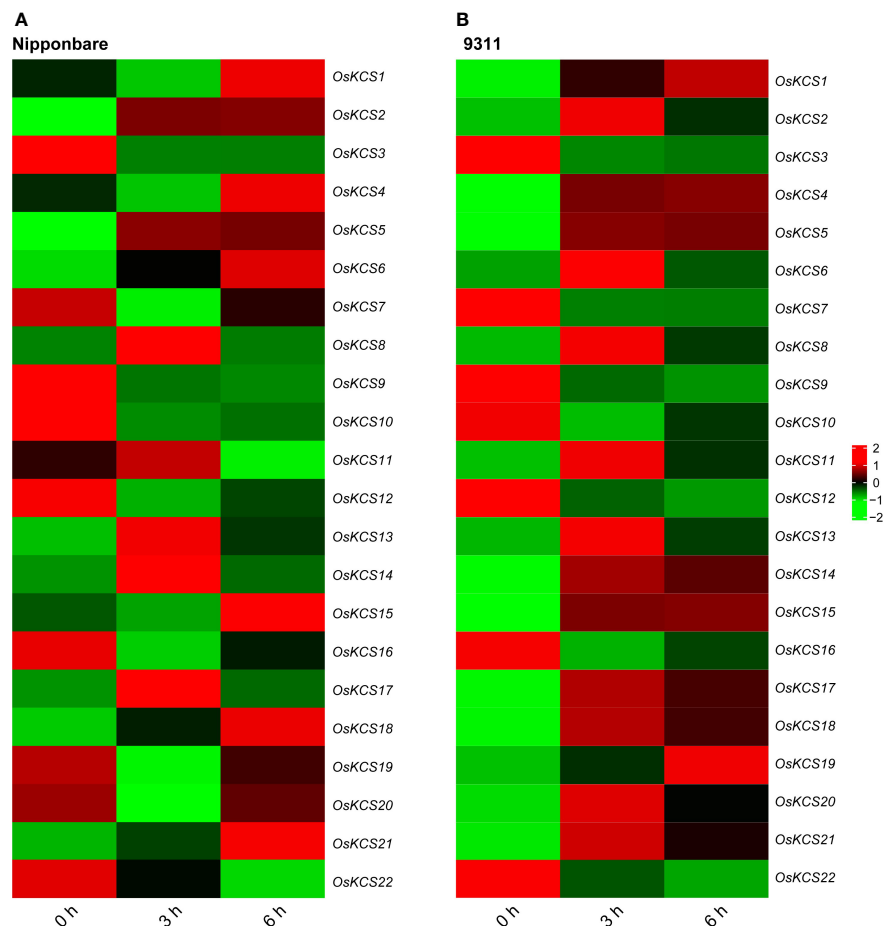 A
Nipponbare
OsKCS1
OsKCS2
OsKCS3
OsKCS4
OsKCS5
OsKCS6
OsKCS7
OsKCS8
OsKCS9
OsKCS10
OsKCS11
OsKCS12
OsKCS13
OsKCS14
OsKCS15
OsKCS16
OsKCS17
OsKCS18
OsKCS19
OsKCS20
OsKCS21
OsKCS22
0 h
3 h
6 h
B
9311
OsKCS1
OsKCS2
OsKCS3
OsKCS4
OsKCS5
OsKCS6
OsKCS7
OsKCS8
OsKCS9
OsKCS10
OsKCS11
OsKCS12
OsKCS13
OsKCS14
OsKCS15
OsKCS16
OsKCS17
OsKCS18
OsKCS19
OsKCS20
OsKCS21
OsKCS22
0 h
3 h
6 h
2
1
0
−1
−2